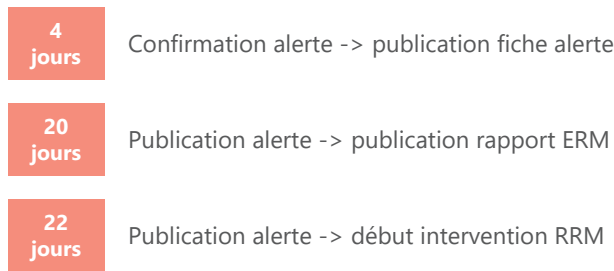 4
jours
Confirmation alerte -> publication fiche alerte
20
jours
Publication alerte -> publication rapport ERM
22
jours
Publication alerte -> début intervention RRM